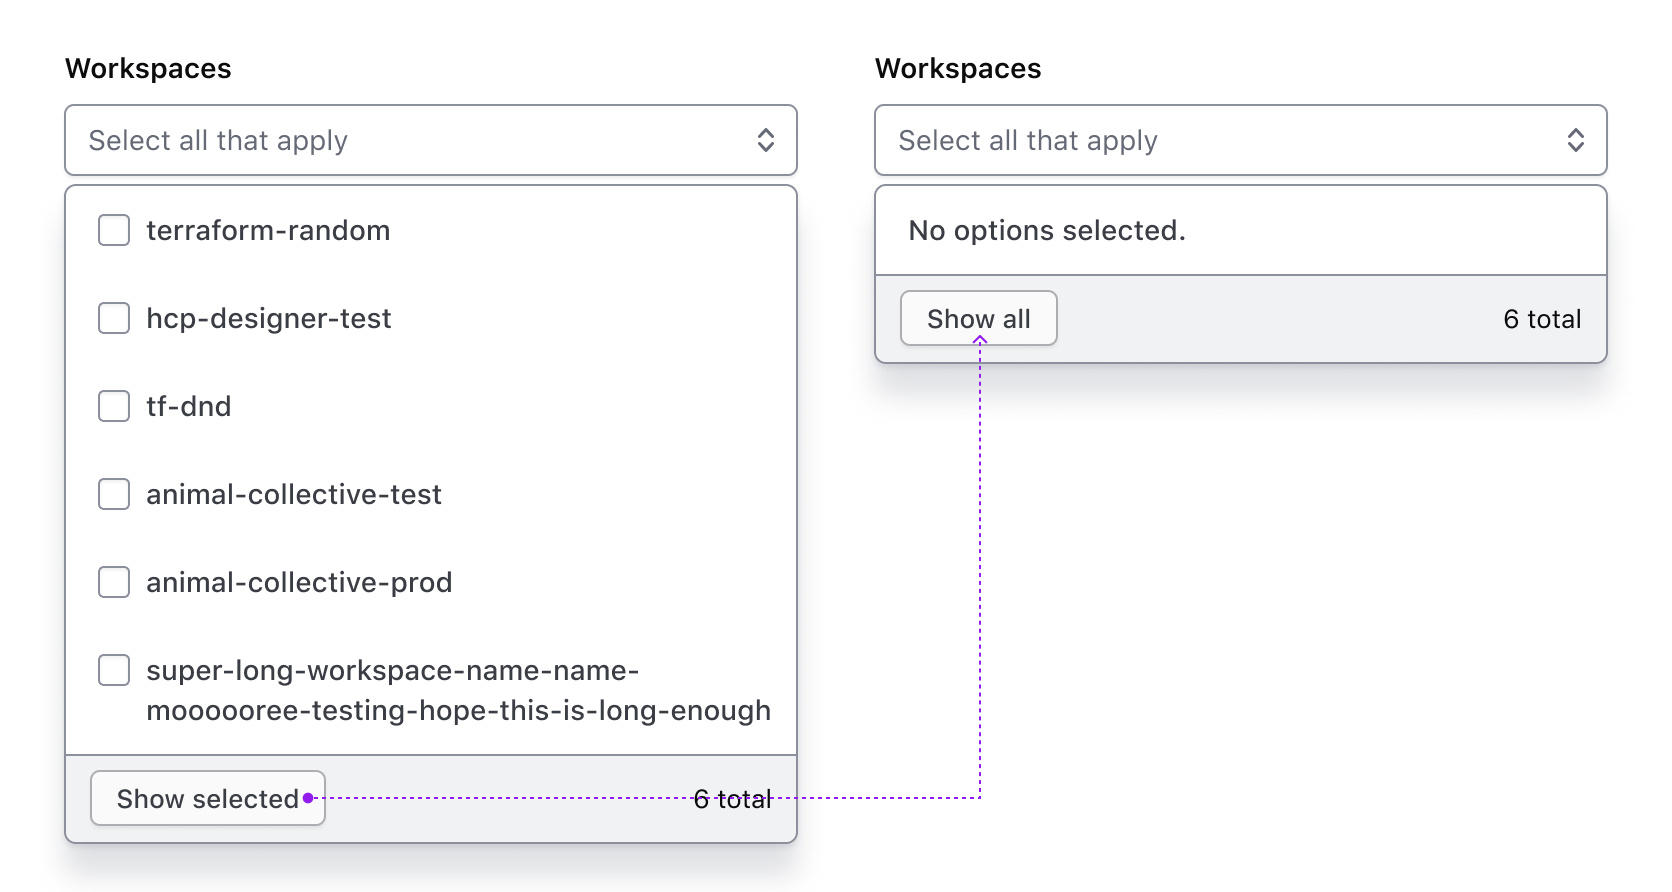 Workspaces
Select all that apply
terraform-random
hcp-designer-test
tf-dnd
animal-collective-test
animal-collective-prod
super-long-workspace-name-name-
moooooree-testing-hope-this-is-long-enough
Show selected
6 total
Workspaces
Select all that apply
No options selected.
Show all
6 total